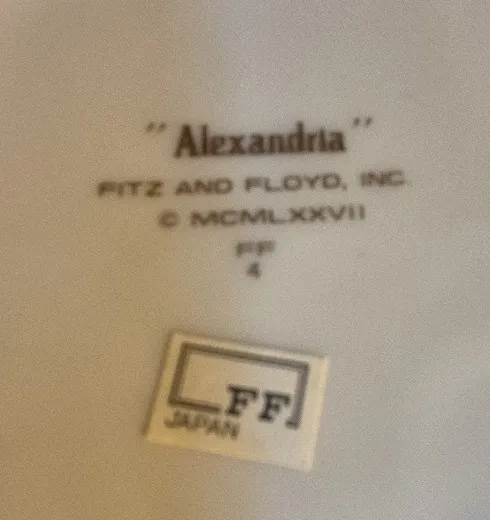 "Alexandria"
FITZ AND FLOYD, INC.
© MCMLXXVII
FF
4
FF
JAPAN